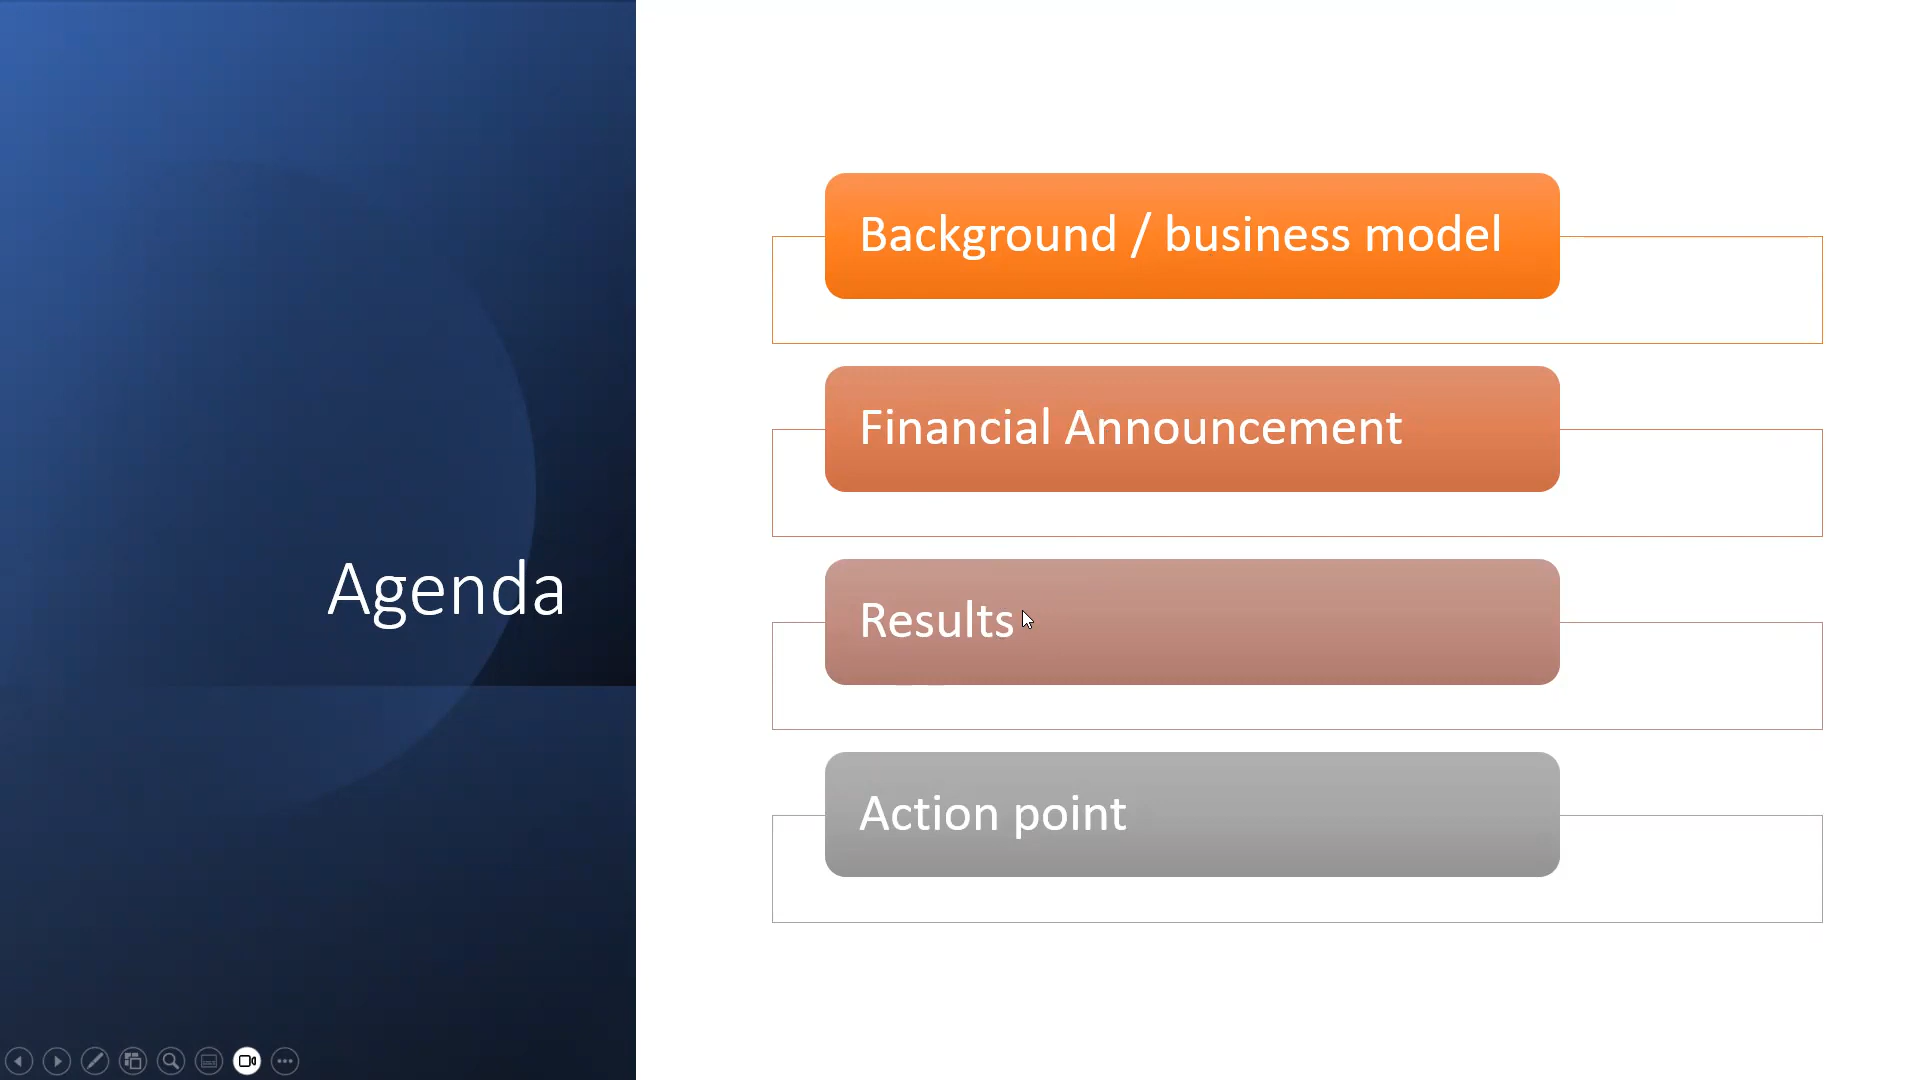 Agenda
Background / business model
Financial Announcement
Results
Action point